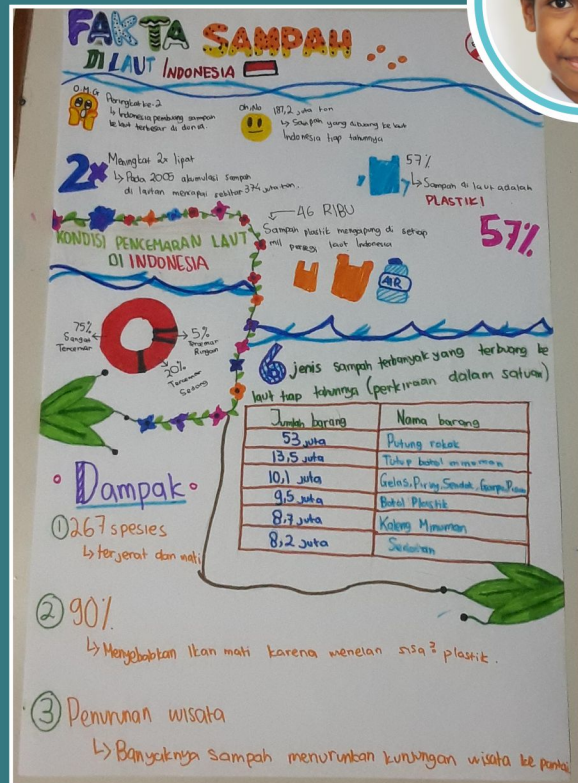 FAKTA SAMPAH
DI LAUT INDONESIA
O.M.G
Peringkat ke-2
↳ Indonesia pembuang sampah
ke laut terbesar di dunia.
Oh, No
187,2 juta ton
↳ Sampah yang dibuang ke laut
Indonesia tiap tahunnya
2x
Meningkat 2x lipat
↳ Pada 2005 akumulasi sampah
di lautan mencapai sekitar 374 juta ton.
57%
↳ Sampah di laut adalah
PLASTIK!
57%
46 RIBU
Sampah plastik mengapung di setiap
mil persegi laut Indonesia
AIR
KONDISI PENCEMARAN LAUT
DI INDONESIA
75%
Sangat
Tercemar
5%
Tercemar
Ringan
20%
Tercemar
Sedang
6 jenis sampah terbanyak yang terbuang ke
laut tiap tahunnya (perkiraan dalam satuan)
Jumlah barang Nama barang
53 juta Putung rokok
13,5 juta Tutup botol minuman
10,1 juta Gelas, Piring, Sendok, Garpu, Pisau
9,5 juta Botol Plastik
8,7 juta Kaleng Minuman
8,2 juta Sedotan
Dampak
① 267 spesies
↳ terjerat dan mati
② 90%
↳ Menyebabkan Ikan mati karena menelan sisa² plastik.
③ Penurunan wisata
↳ Banyaknya sampah menurunkan kunjungan wisata ke pantai